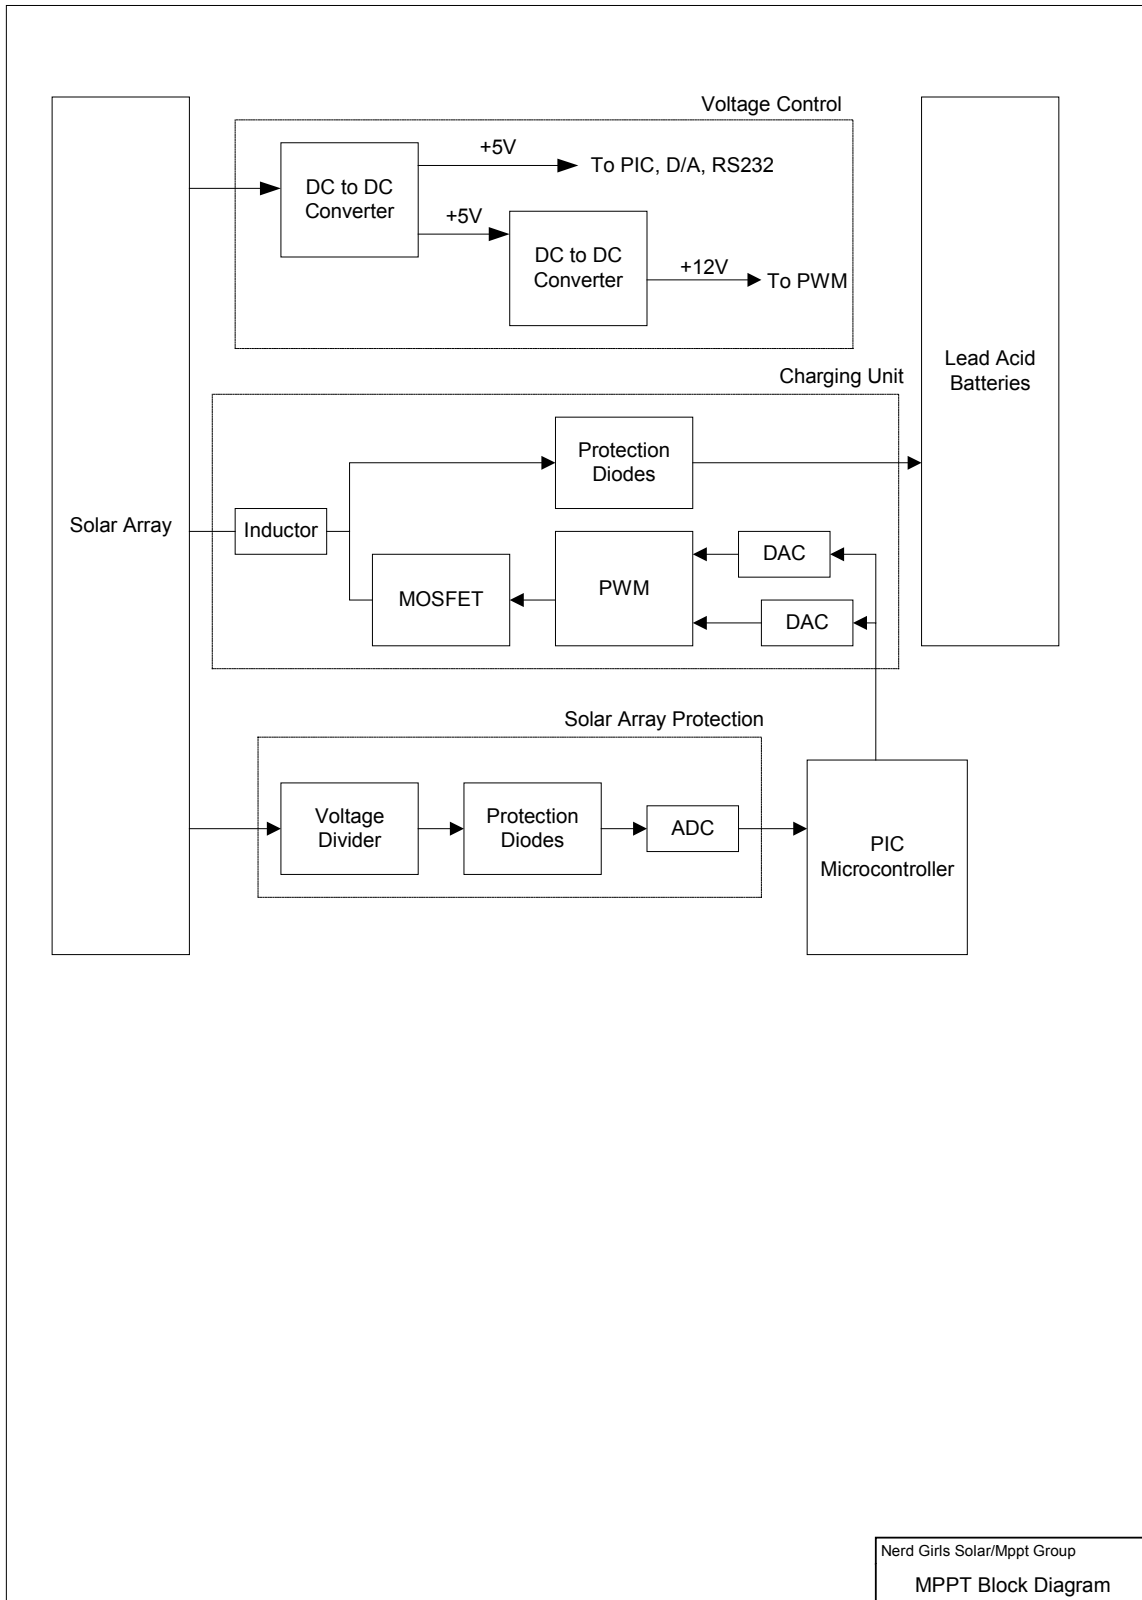 Voltage Control
+5V
To PIC, D/A, RS232
DC to DC
Converter
+5V
DC to DC
Converter
+12V
To PWM
Lead Acid
Batteries
Charging Unit
Protection
Diodes
Solar Array
Inductor
DAC
PWM
MOSFET
DAC
Solar Array Protection
Voltage
Divider
Protection
Diodes
ADC
PIC
Microcontroller
Nerd Girls Solar/Mppt Group
MPPT Block Diagram